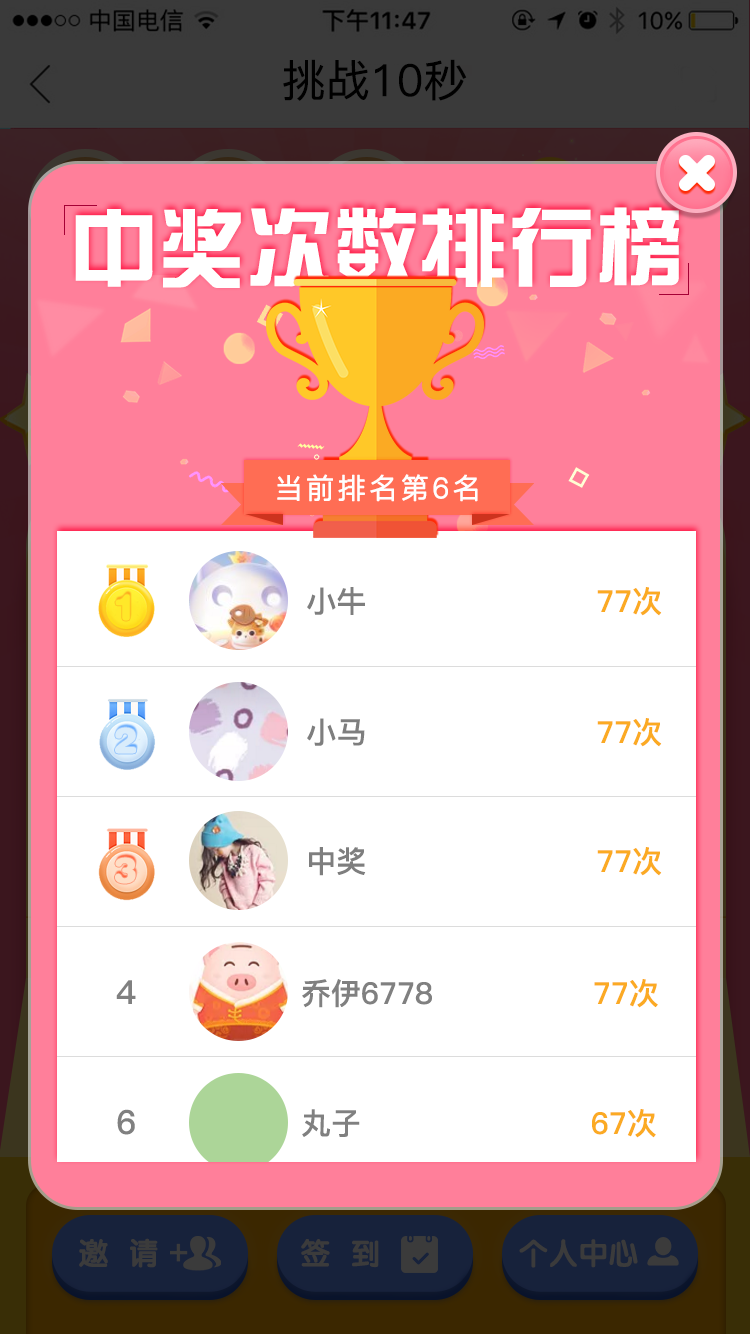 中国电信 下午11:47 10%
挑战10秒
中奖次数排行榜
当前排名第6名
1 小牛 77次
2 小马 77次
3 中奖 77次
4 乔伊6778 77次
6 丸子 67次
邀请 签到 个人中心